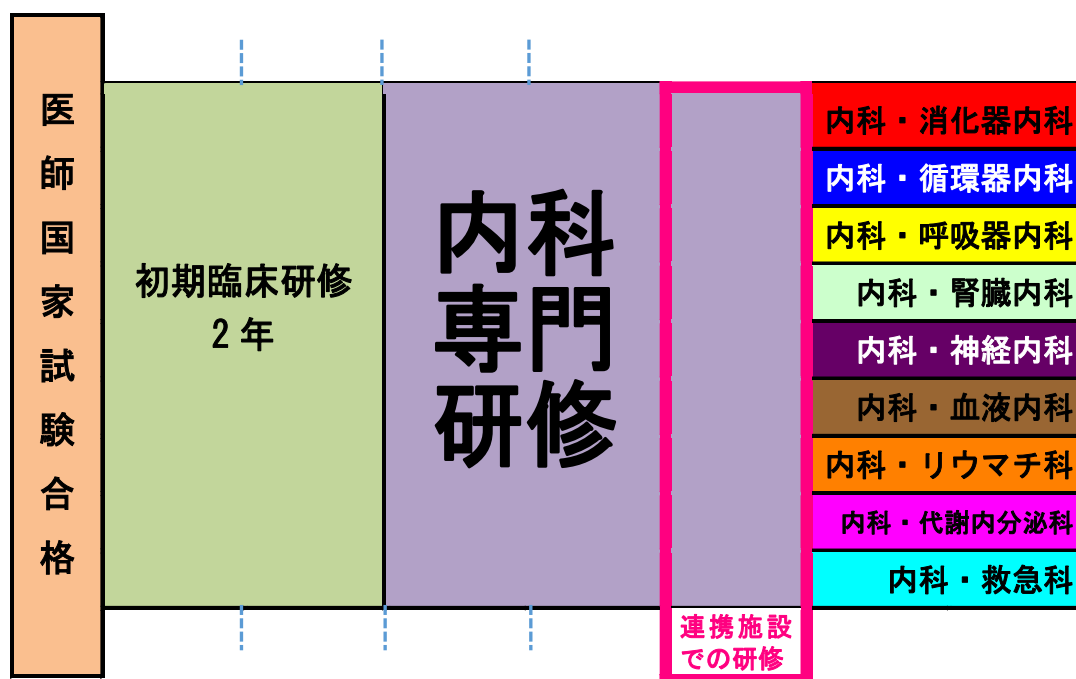 医師国家試験合格
初期臨床研修
2年
内科
専門
研修
連携施設
での研修
内科・消化器内科
内科・循環器内科
内科・呼吸器内科
内科・腎臓内科
内科・神経内科
内科・血液内科
内科・リウマチ科
内科・代謝内分泌科
内科・救急科